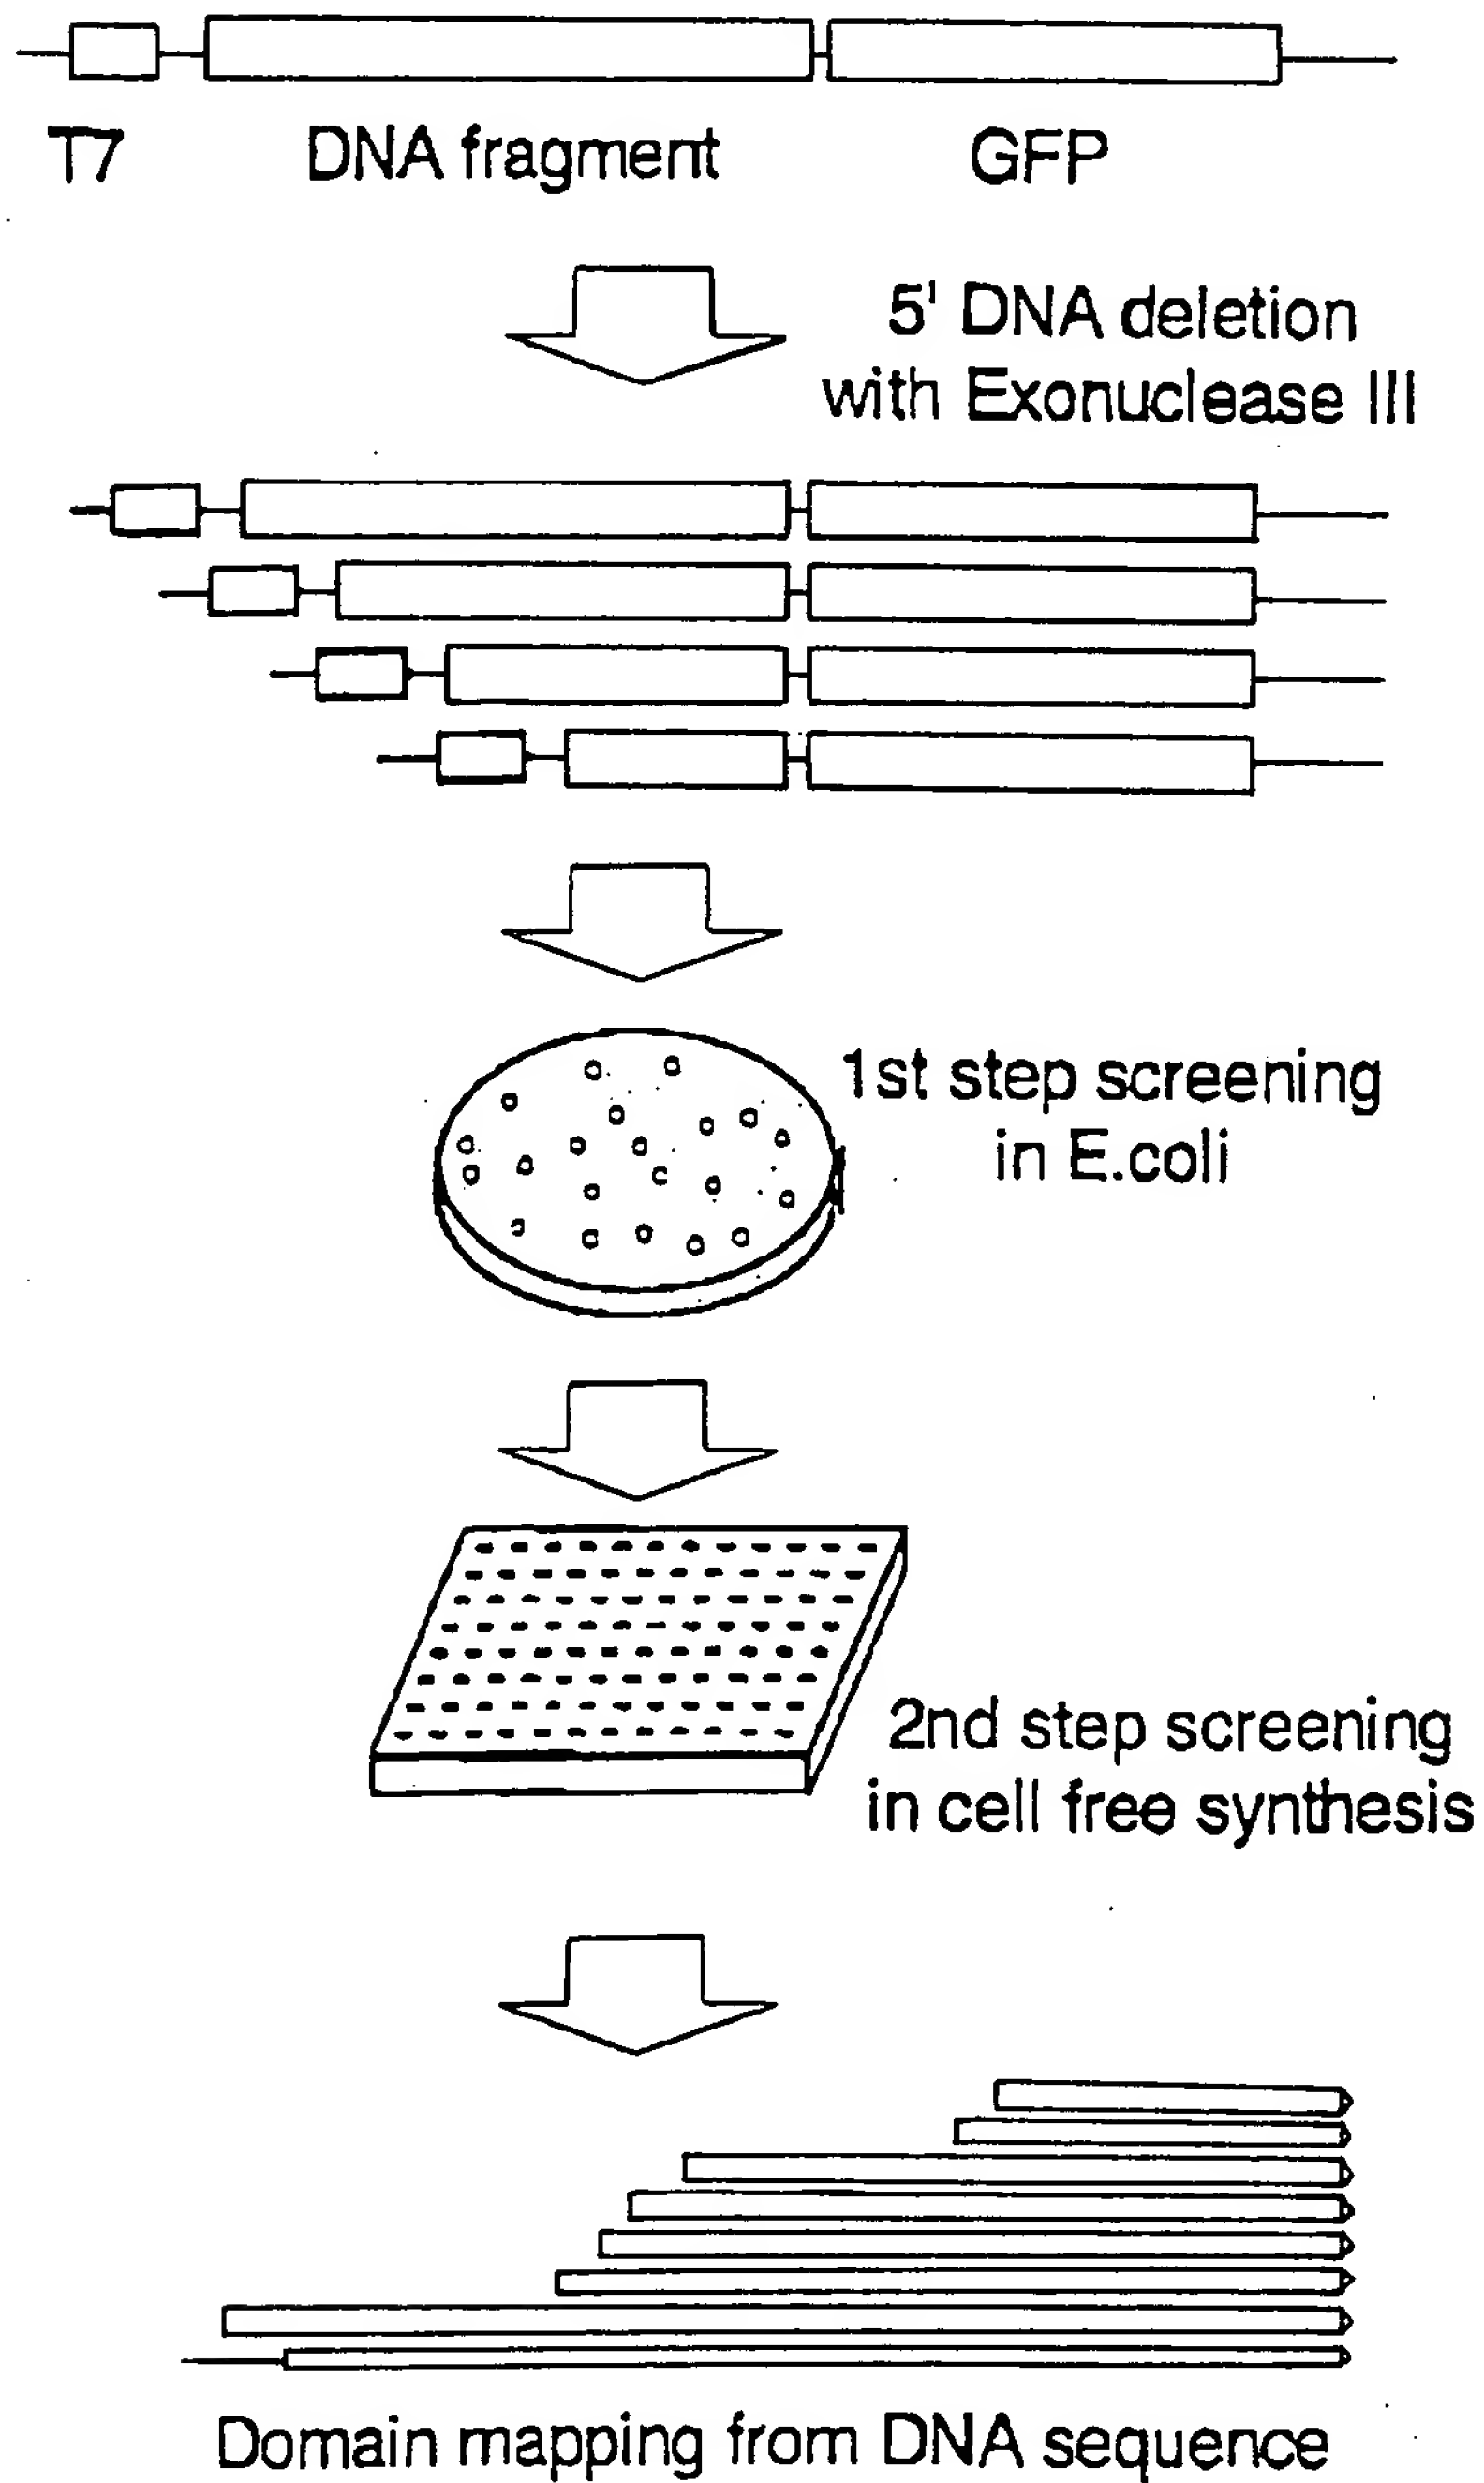 T7 DNA fragment GFP
5' DNA deletion
with Exonuclease III
1st step screening
in E.coli
2nd step screening
in cell free synthesis
Domain mapping from DNA sequence